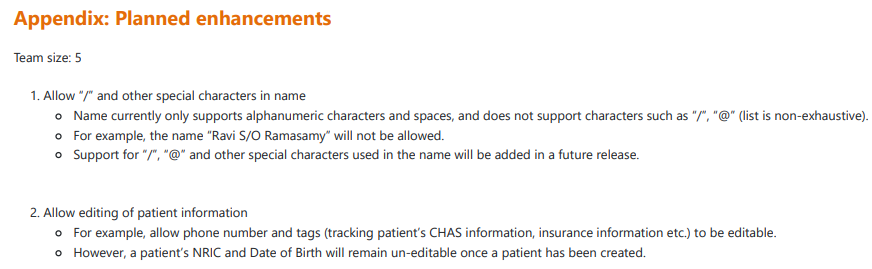 Appendix: Planned enhancements
Team size: 5
1. Allow "/" and other special characters in name
Name currently only supports alphanumeric characters and spaces, and does not support characters such as "/", "@" (list is non-exhaustive).
For example, the name "Ravi S/O Ramasamy" will not be allowed.
Support for "/", "@" and other special characters used in the name will be added in a future release.
2. Allow editing of patient information
For example, allow phone number and tags (tracking patient's CHAS information, insurance information etc.) to be editable.
However, a patient's NRIC and Date of Birth will remain un-editable once a patient has been created.